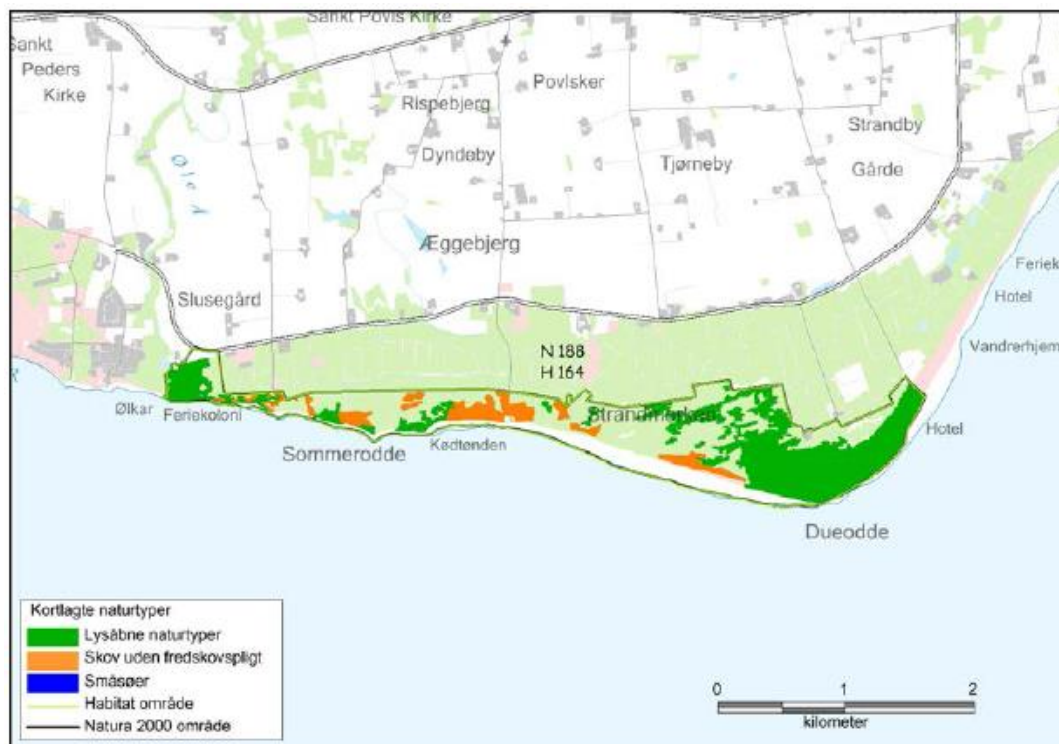 Sankt Povls Kirke
Sankt
Peders
Kirke
Povlsker
Rispebjerg
Dyndeby
Strandby
Gårde
Tjørneby
Øle Å
Æggebjerg
Slusegård
Feriek
Hotel
Vandrerhjem
N 188
H 164
Ølkar
Feriekoloni
Strandmarken
Sommerodde
Kødtønden
Hotel
Dueodde
Kortlagte naturtyper
Lysåbne naturtyper
Skov uden fredskovspligt
Småsøer
Habitat område
Natura 2000 område
0
1
2
kilometer